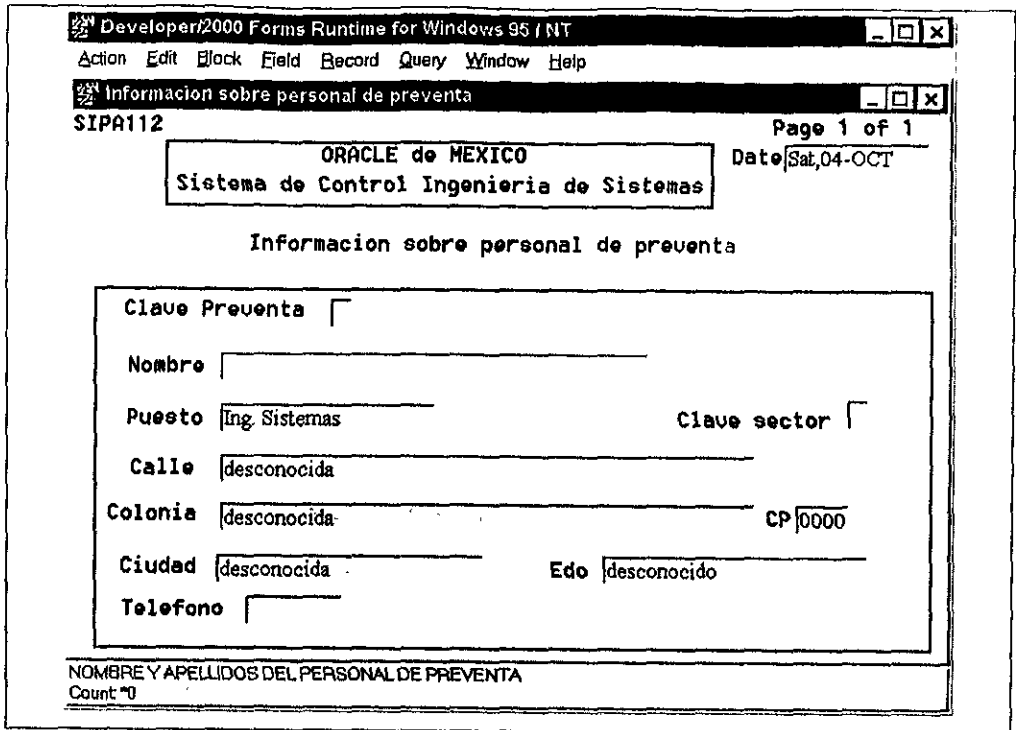 Developer/2000 Forms Runtime for Windows 95 / NT
Action Edit Block Field Record Query Window Help
Informacion sobre personal de preventa
SIPA112 Page 1 of 1
ORACLE de MEXICO Date Sat,04-OCT
Sistema de Control Ingenieria de Sistemas
Informacion sobre personal de preventa
Clave Preventa
Nombre
Puesto Ing. Sistemas Clave sector
Calle desconocida
Colonia desconocida CP 0000
Ciudad desconocida Edo desconocido
Telefono
NOMBRE Y APELLIDOS DEL PERSONAL DE PREVENTA
Count *0